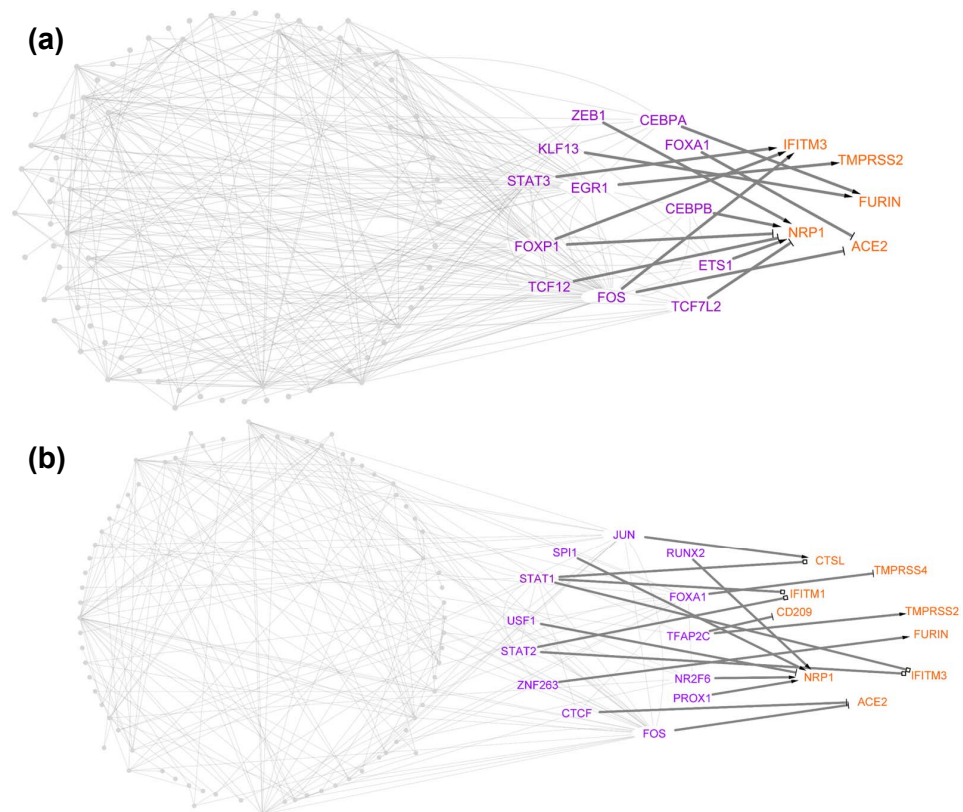 (a)
ZEB1
CEBPA
KLF13
FOXA1
IFITM3
TMPRSS2
STAT3
EGR1
FURIN
CEBPB
NRP1
FOXP1
ACE2
ETS1
TCF12
FOS
TCF7L2
(b)
JUN
SPI1
RUNX2
CTSL
STAT1
TMPRSS4
FOXA1
IFITM1
CD209
TMPRSS2
USF1
TFAP2C
FURIN
STAT2
ZNF263
NR2F6
NRP1
IFITM3
PROX1
ACE2
CTCF
FOS